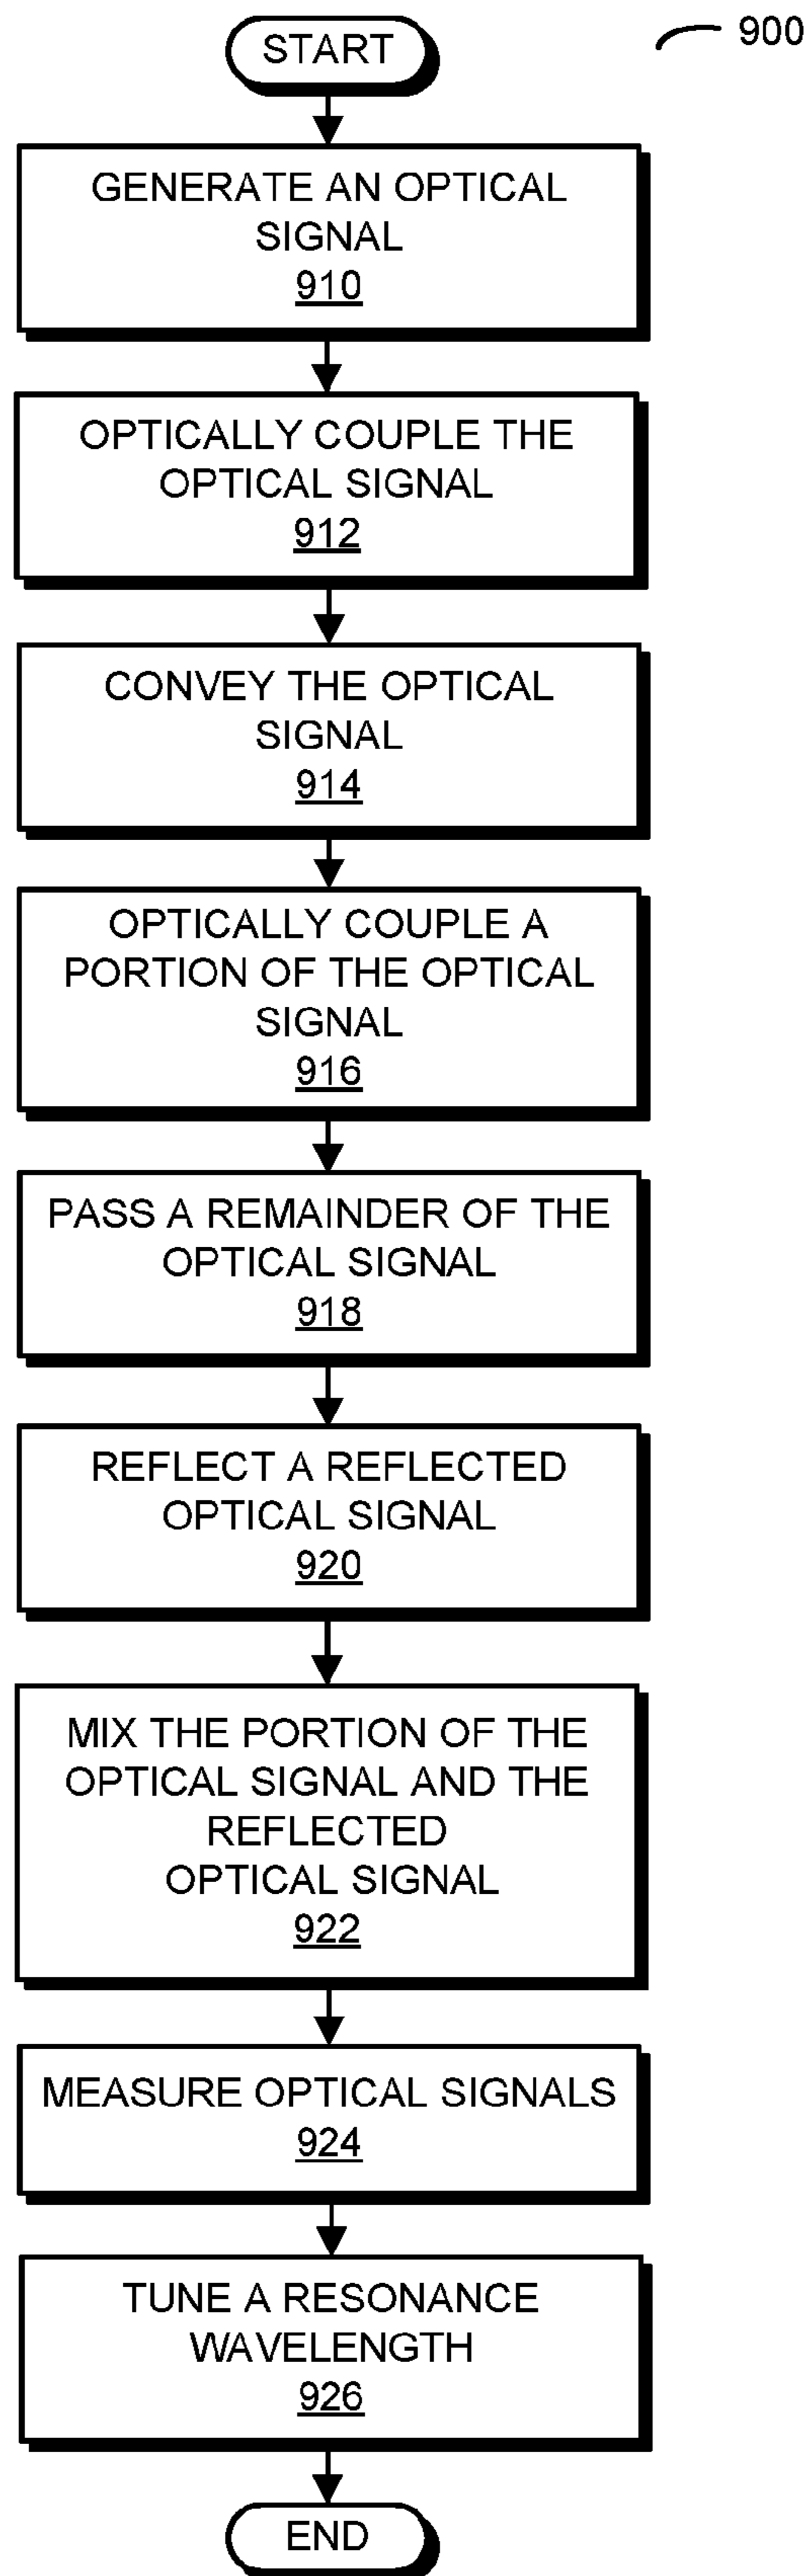 START
900
GENERATE AN OPTICAL
SIGNAL
910
OPTICALLY COUPLE THE
OPTICAL SIGNAL
912
CONVEY THE OPTICAL
SIGNAL
914
OPTICALLY COUPLE A
PORTION OF THE OPTICAL
SIGNAL
916
PASS A REMAINDER OF THE
OPTICAL SIGNAL
918
REFLECT A REFLECTED
OPTICAL SIGNAL
920
MIX THE PORTION OF THE
OPTICAL SIGNAL AND THE
REFLECTED
OPTICAL SIGNAL
922
MEASURE OPTICAL SIGNALS
924
TUNE A RESONANCE
WAVELENGTH
926
END